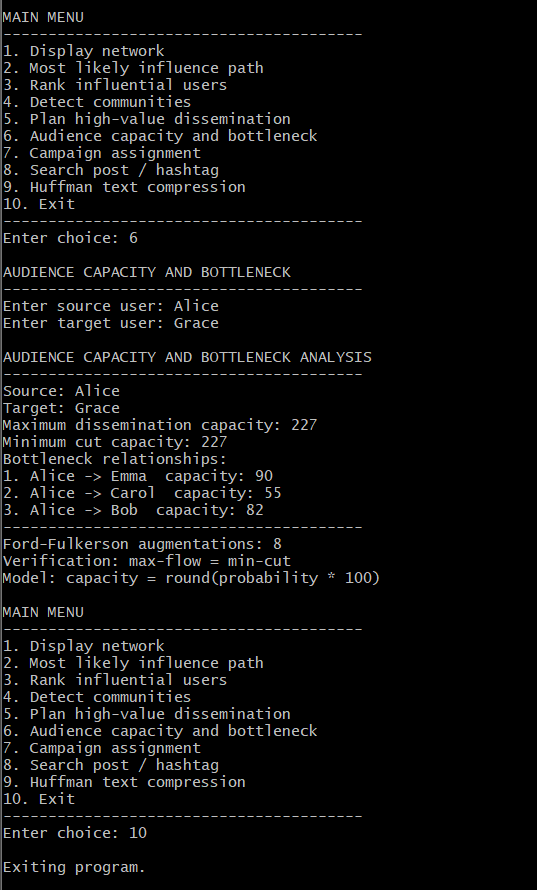 MAIN MENU
----------------------------------------
1. Display network
2. Most likely influence path
3. Rank influential users
4. Detect communities
5. Plan high-value dissemination
6. Audience capacity and bottleneck
7. Campaign assignment
8. Search post / hashtag
9. Huffman text compression
10. Exit
----------------------------------------
Enter choice: 6
AUDIENCE CAPACITY AND BOTTLENECK
----------------------------------------
Enter source user: Alice
Enter target user: Grace
AUDIENCE CAPACITY AND BOTTLENECK ANALYSIS
----------------------------------------
Source: Alice
Target: Grace
Maximum dissemination capacity: 227
Minimum cut capacity: 227
Bottleneck relationships:
1. Alice -> Emma  capacity: 90
2. Alice -> Carol  capacity: 55
3. Alice -> Bob  capacity: 82
----------------------------------------
Ford-Fulkerson augmentations: 8
Verification: max-flow = min-cut
Model: capacity = round(probability * 100)
MAIN MENU
----------------------------------------
1. Display network
2. Most likely influence path
3. Rank influential users
4. Detect communities
5. Plan high-value dissemination
6. Audience capacity and bottleneck
7. Campaign assignment
8. Search post / hashtag
9. Huffman text compression
10. Exit
----------------------------------------
Enter choice: 10
Exiting program.